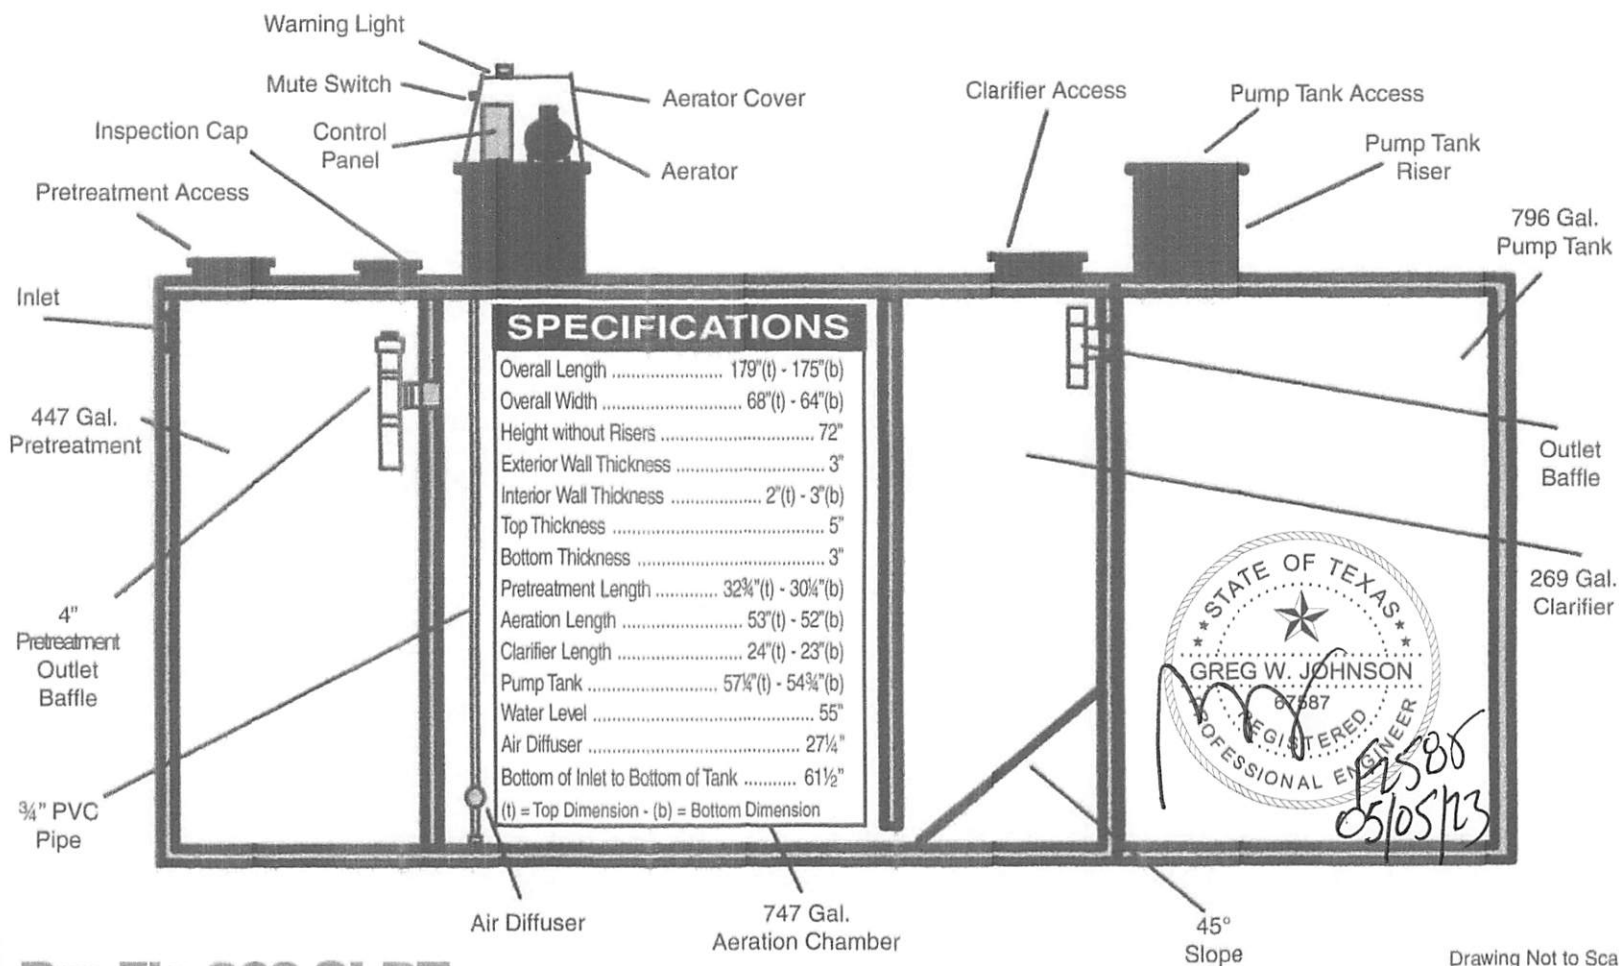 Warning Light
Mute Switch
Control
Panel
Inspection Cap
Pretreatment Access
Aerator Cover
Aerator
Clarifier Access
Pump Tank Access
Pump Tank
Riser
796 Gal.
Pump Tank
Inlet
447 Gal.
Pretreatment
4"
Pretreatment
Outlet
Baffle
¾" PVC
Pipe
SPECIFICATIONS
Overall Length ...................... 179"(t) - 175"(b)
Overall Width ............................ 68"(t) - 64"(b)
Height without Risers ............................... 72"
Exterior Wall Thickness ............................. 3"
Interior Wall Thickness .................. 2"(t) - 3"(b)
Top Thickness .......................................... 5"
Bottom Thickness ..................................... 3"
Pretreatment Length ............ 32¾"(t) - 30¼"(b)
Aeration Length ....................... 53"(t) - 52"(b)
Clarifier Length ......................... 24"(t) - 23"(b)
Pump Tank .......................... 57¼"(t) - 54¾"(b)
Water Level ............................................ 55"
Air Diffuser .......................................... 27¼"
Bottom of Inlet to Bottom of Tank .......... 61½"
(t) = Top Dimension - (b) = Bottom Dimension
Outlet
Baffle
269 Gal.
Clarifier
STATE OF TEXAS
GREG W. JOHNSON
67587
REGISTERED
PROFESSIONAL ENGINEER
05/05/23
Air Diffuser
747 Gal.
Aeration Chamber
45°
Slope
Drawing Not to Sca